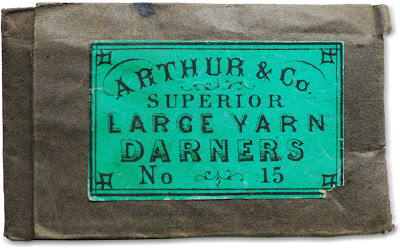 ARTHUR & Co.
SUPERIOR
LARGE YARN
DARNERS
No 15